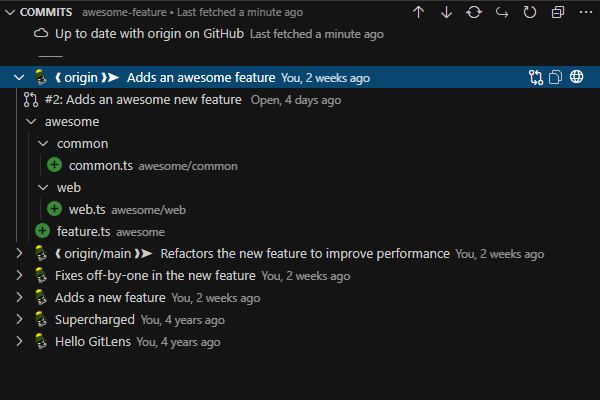 COMMITS awesome-feature • Last fetched a minute ago
Up to date with origin on GitHub Last fetched a minute ago
❰ origin ❱➤ Adds an awesome feature You, 2 weeks ago
#2: Adds an awesome new feature Open, 4 days ago
awesome
common
common.ts awesome/common
web
web.ts awesome/web
feature.ts awesome
❰ origin/main ❱➤ Refactors the new feature to improve performance You, 2 weeks ago
Fixes off-by-one in the new feature You, 2 weeks ago
Adds a new feature You, 2 weeks ago
Supercharged You, 4 years ago
Hello GitLens You, 4 years ago